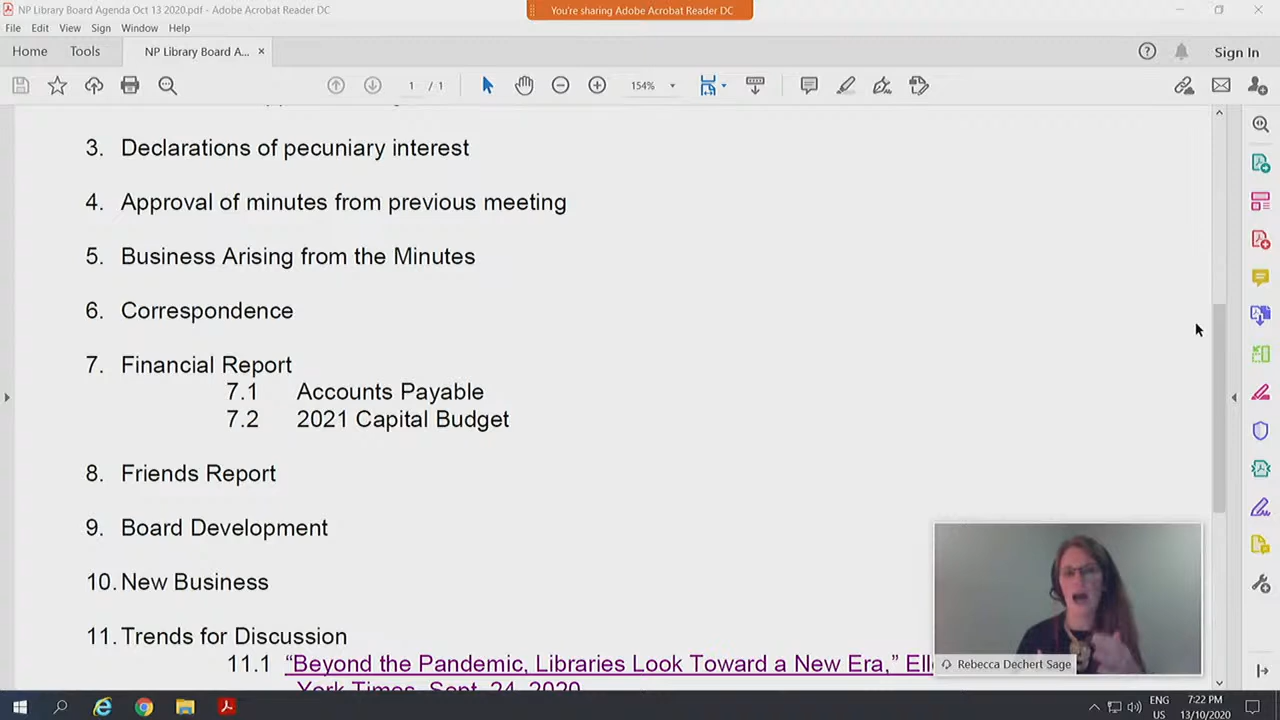 NP Library Board Agenda Oct 13 2020.pdf - Adobe Acrobat Reader DC
You're sharing Adobe Acrobat Reader DC
File Edit View Sign Window Help
Home Tools NP Library Board A... × Sign In
1 / 1 154%
3. Declarations of pecuniary interest
4. Approval of minutes from previous meeting
5. Business Arising from the Minutes
6. Correspondence
7. Financial Report
7.1 Accounts Payable
7.2 2021 Capital Budget
8. Friends Report
9. Board Development
10. New Business
11. Trends for Discussion
11.1 “Beyond the Pandemic, Libraries Look Toward a New Era,”
York Times, Sept. 24, 2020
Rebecca Dechert Sage
ENG 7:22 PM
US 13/10/2020